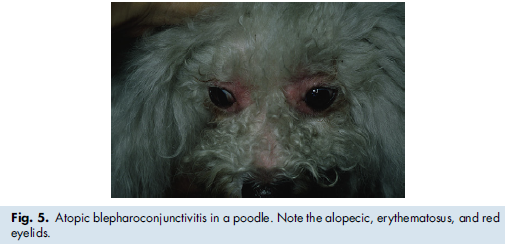 Fig. 5. Atopic blepharoconjunctivitis in a poodle. Note the alopecic, erythematosus, and red
eyelids.